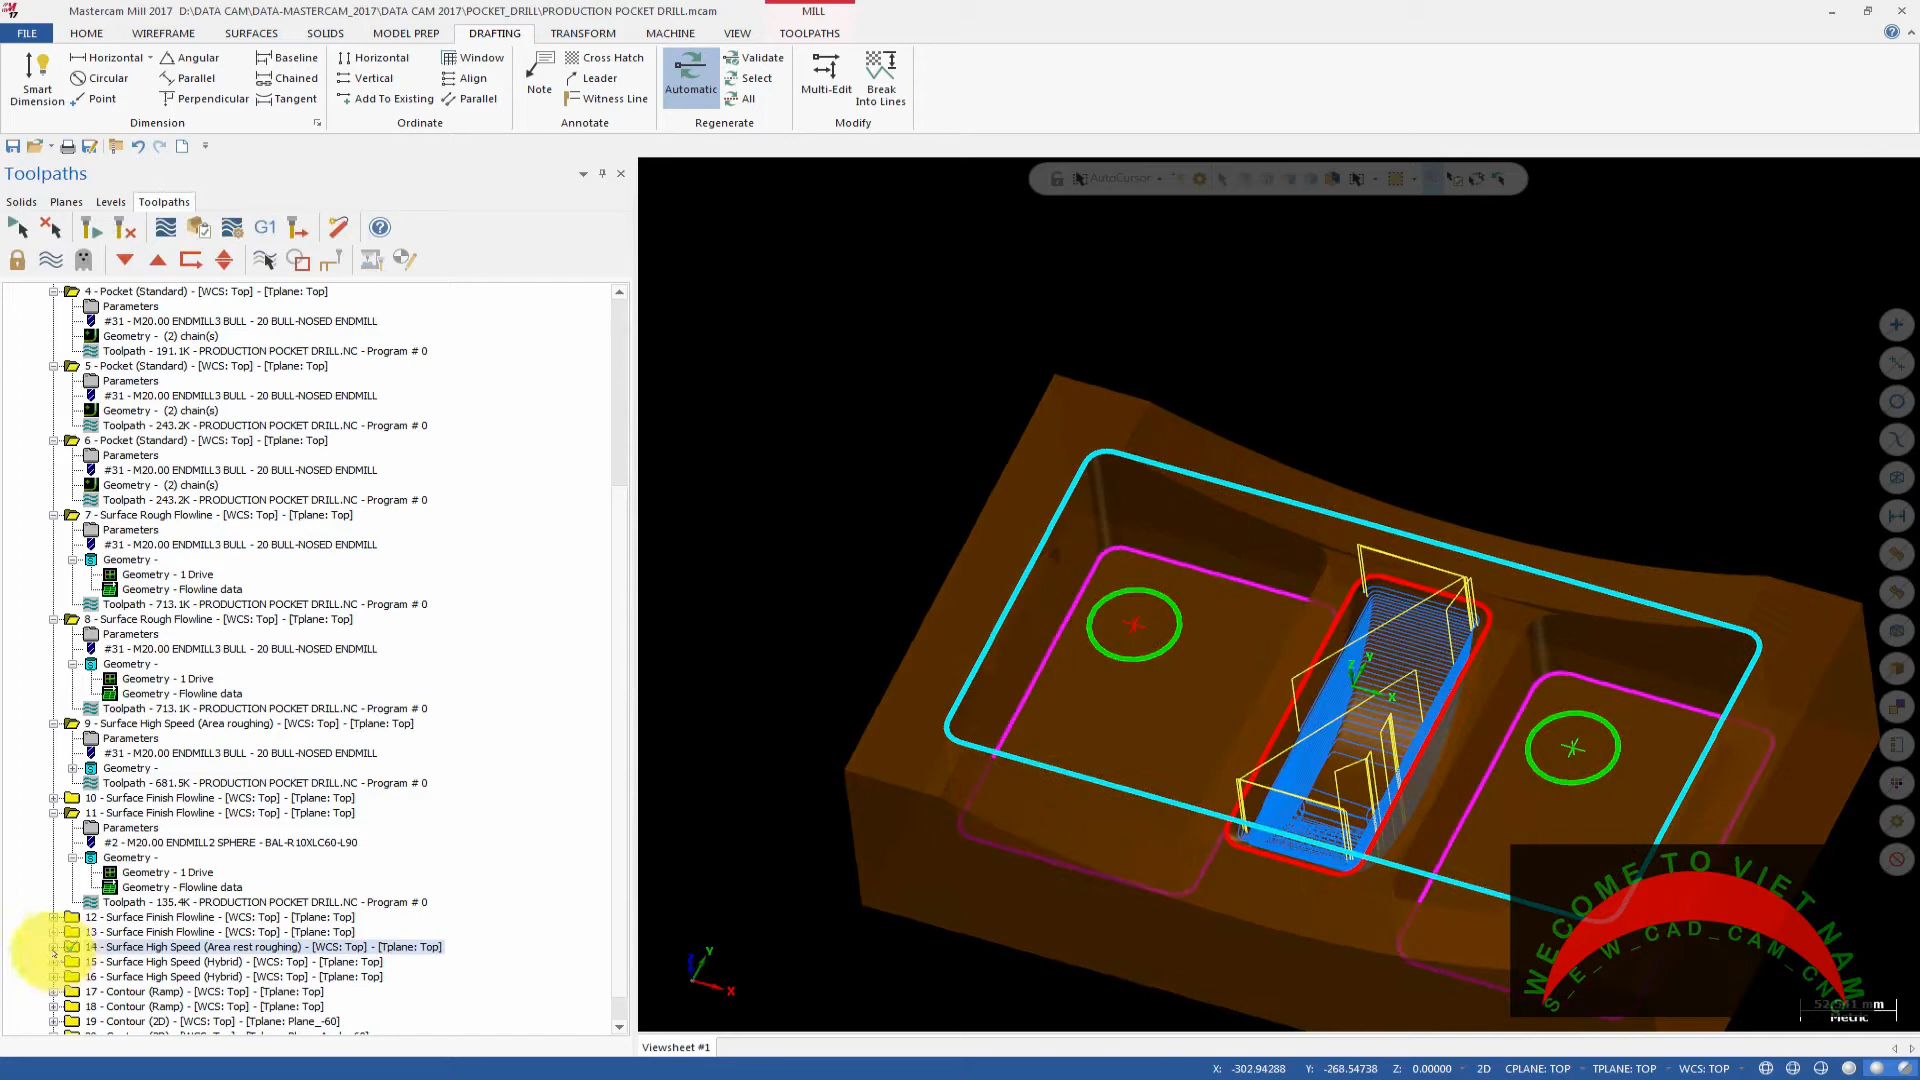 Mastercam Mill 2017  D:\DATA CAM\DATA-MASTERCAM_2017\DATA CAM 2017\POCKET_DRILL\PRODUCTION POCKET DRILL.mcam
MILL
17
FILE HOME WIREFRAME SURFACES SOLIDS MODEL PREP DRAFTING TRANSFORM MACHINE VIEW TOOLPATHS
Horizontal Angular Baseline Horizontal Window Cross Hatch Validate
Circular Parallel Chained Vertical Align Leader Select
Smart Dimension Point Perpendicular Tangent Add To Existing Parallel Note Witness Line Automatic All Multi-Edit Break Into Lines
Dimension Ordinate Annotate Regenerate Modify
Toolpaths
Solids Planes Levels Toolpaths
AutoCursor
G1
4 - Pocket (Standard) - [WCS: Top] - [Tplane: Top]
Parameters
#31 - M20.00 ENDMILL3 BULL - 20 BULL-NOSED ENDMILL
Geometry - (2) chain(s)
Toolpath - 191.1K - PRODUCTION POCKET DRILL.NC - Program # 0
5 - Pocket (Standard) - [WCS: Top] - [Tplane: Top]
Parameters
#31 - M20.00 ENDMILL3 BULL - 20 BULL-NOSED ENDMILL
Geometry - (2) chain(s)
Toolpath - 243.2K - PRODUCTION POCKET DRILL.NC - Program # 0
6 - Pocket (Standard) - [WCS: Top] - [Tplane: Top]
Parameters
#31 - M20.00 ENDMILL3 BULL - 20 BULL-NOSED ENDMILL
Geometry - (2) chain(s)
Toolpath - 243.2K - PRODUCTION POCKET DRILL.NC - Program # 0
7 - Surface Rough Flowline - [WCS: Top] - [Tplane: Top]
Parameters
#31 - M20.00 ENDMILL3 BULL - 20 BULL-NOSED ENDMILL
Geometry -
Geometry - 1 Drive
Geometry - Flowline data
Toolpath - 713.1K - PRODUCTION POCKET DRILL.NC - Program # 0
8 - Surface Rough Flowline - [WCS: Top] - [Tplane: Top]
Parameters
#31 - M20.00 ENDMILL3 BULL - 20 BULL-NOSED ENDMILL
Geometry -
Geometry - 1 Drive
Geometry - Flowline data
Toolpath - 713.1K - PRODUCTION POCKET DRILL.NC - Program # 0
9 - Surface High Speed (Area roughing) - [WCS: Top] - [Tplane: Top]
Parameters
#31 - M20.00 ENDMILL3 BULL - 20 BULL-NOSED ENDMILL
Geometry -
Toolpath - 681.5K - PRODUCTION POCKET DRILL.NC - Program # 0
10 - Surface Finish Flowline - [WCS: Top] - [Tplane: Top]
11 - Surface Finish Flowline - [WCS: Top] - [Tplane: Top]
Parameters
#2 - M20.00 ENDMILL2 SPHERE - BAL-R10XLC60-L90
Geometry -
Geometry - 1 Drive
Geometry - Flowline data
Toolpath - 135.4K - PRODUCTION POCKET DRILL.NC - Program # 0
12 - Surface Finish Flowline - [WCS: Top] - [Tplane: Top]
13 - Surface Finish Flowline - [WCS: Top] - [Tplane: Top]
14 - Surface High Speed (Area rest roughing) - [WCS: Top] - [Tplane: Top]
15 - Surface High Speed (Hybrid) - [WCS: Top] - [Tplane: Top]
16 - Surface High Speed (Hybrid) - [WCS: Top] - [Tplane: Top]
17 - Contour (Ramp) - [WCS: Top] - [Tplane: Top]
18 - Contour (Ramp) - [WCS: Top] - [Tplane: Top]
19 - Contour (2D) - [WCS: Top] - [Tplane: Plane_-60]
Z Y X
Y X
WECOME TO VIET NAM
S_E_W_CAD_CAM_CNC
mm
Metric
Viewsheet #1
X: -302.94288 Y: -268.54738 Z: 0.00000 2D CPLANE: TOP TPLANE: TOP WCS: TOP